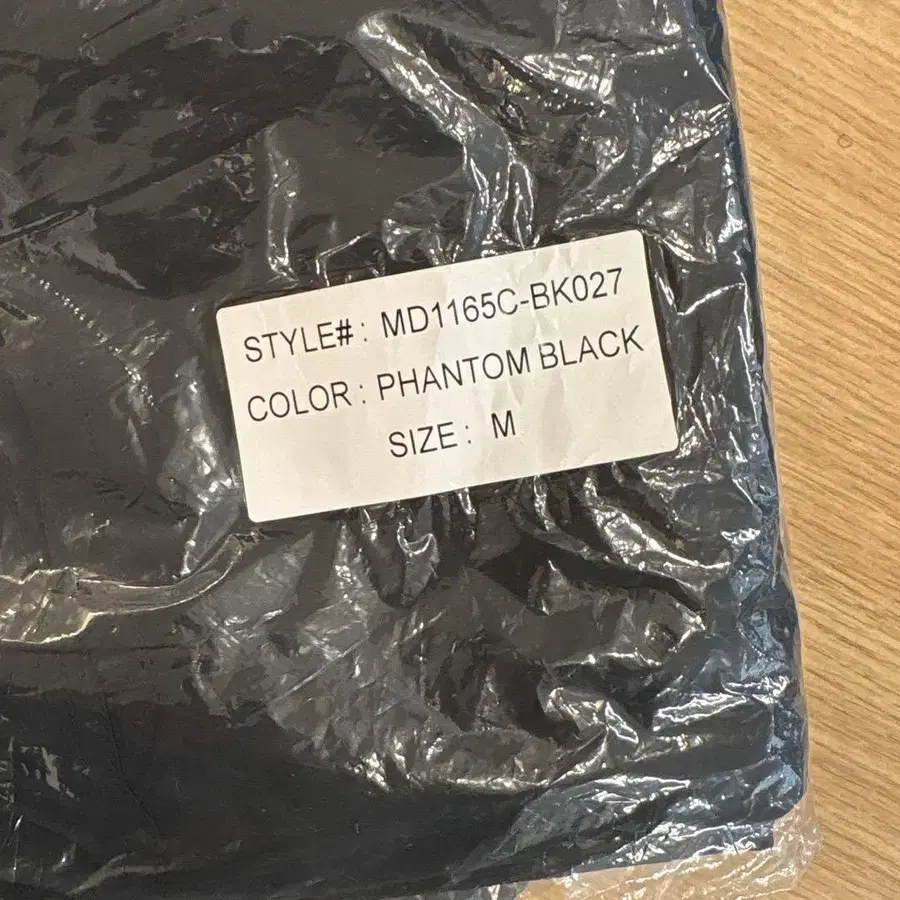 STYLE# : MD1165C-BK027
COLOR : PHANTOM BLACK
SIZE : M